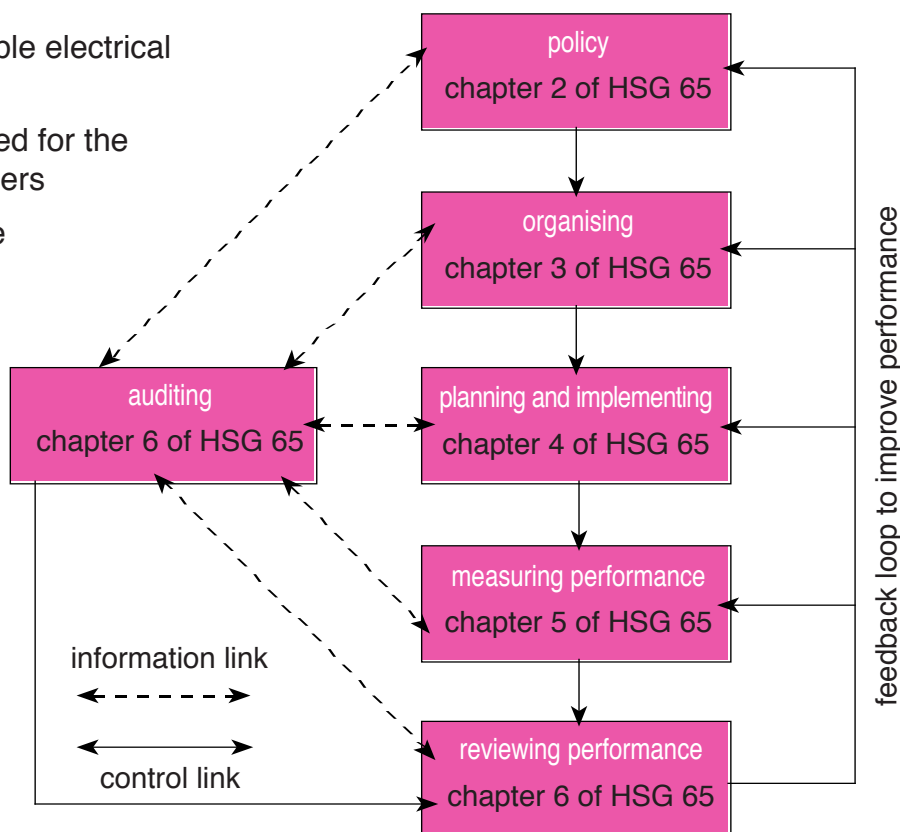 ple electrical
ed for the
ers
e
policy
chapter 2 of HSG 65
organising
chapter 3 of HSG 65
auditing
chapter 6 of HSG 65
planning and implementing
chapter 4 of HSG 65
measuring performance
chapter 5 of HSG 65
information link
control link
reviewing performance
chapter 6 of HSG 65
feedback loop to improve performance